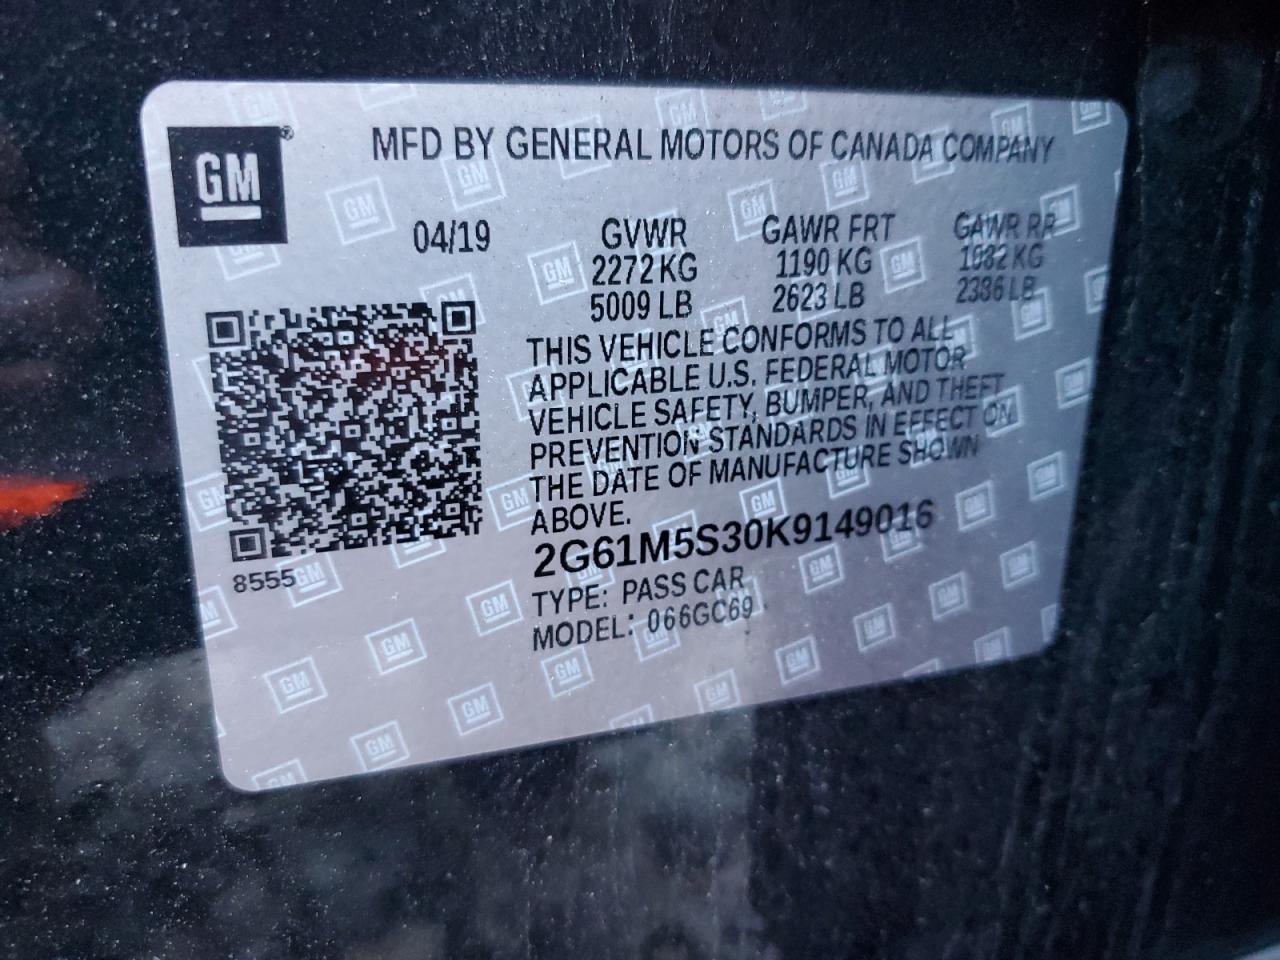 GM®
MFD BY GENERAL MOTORS OF CANADA COMPANY
04/19 GVWR GAWR FRT GAWR RR
2272 KG 1190 KG 1082 KG
5009 LB 2623 LB 2386 LB
THIS VEHICLE CONFORMS TO ALL
APPLICABLE U.S. FEDERAL MOTOR
VEHICLE SAFETY, BUMPER, AND THEFT
PREVENTION STANDARDS IN EFFECT ON
THE DATE OF MANUFACTURE SHOWN
ABOVE.
2G61M5S30K9149016
TYPE: PASS CAR
MODEL: 066GC69
8555